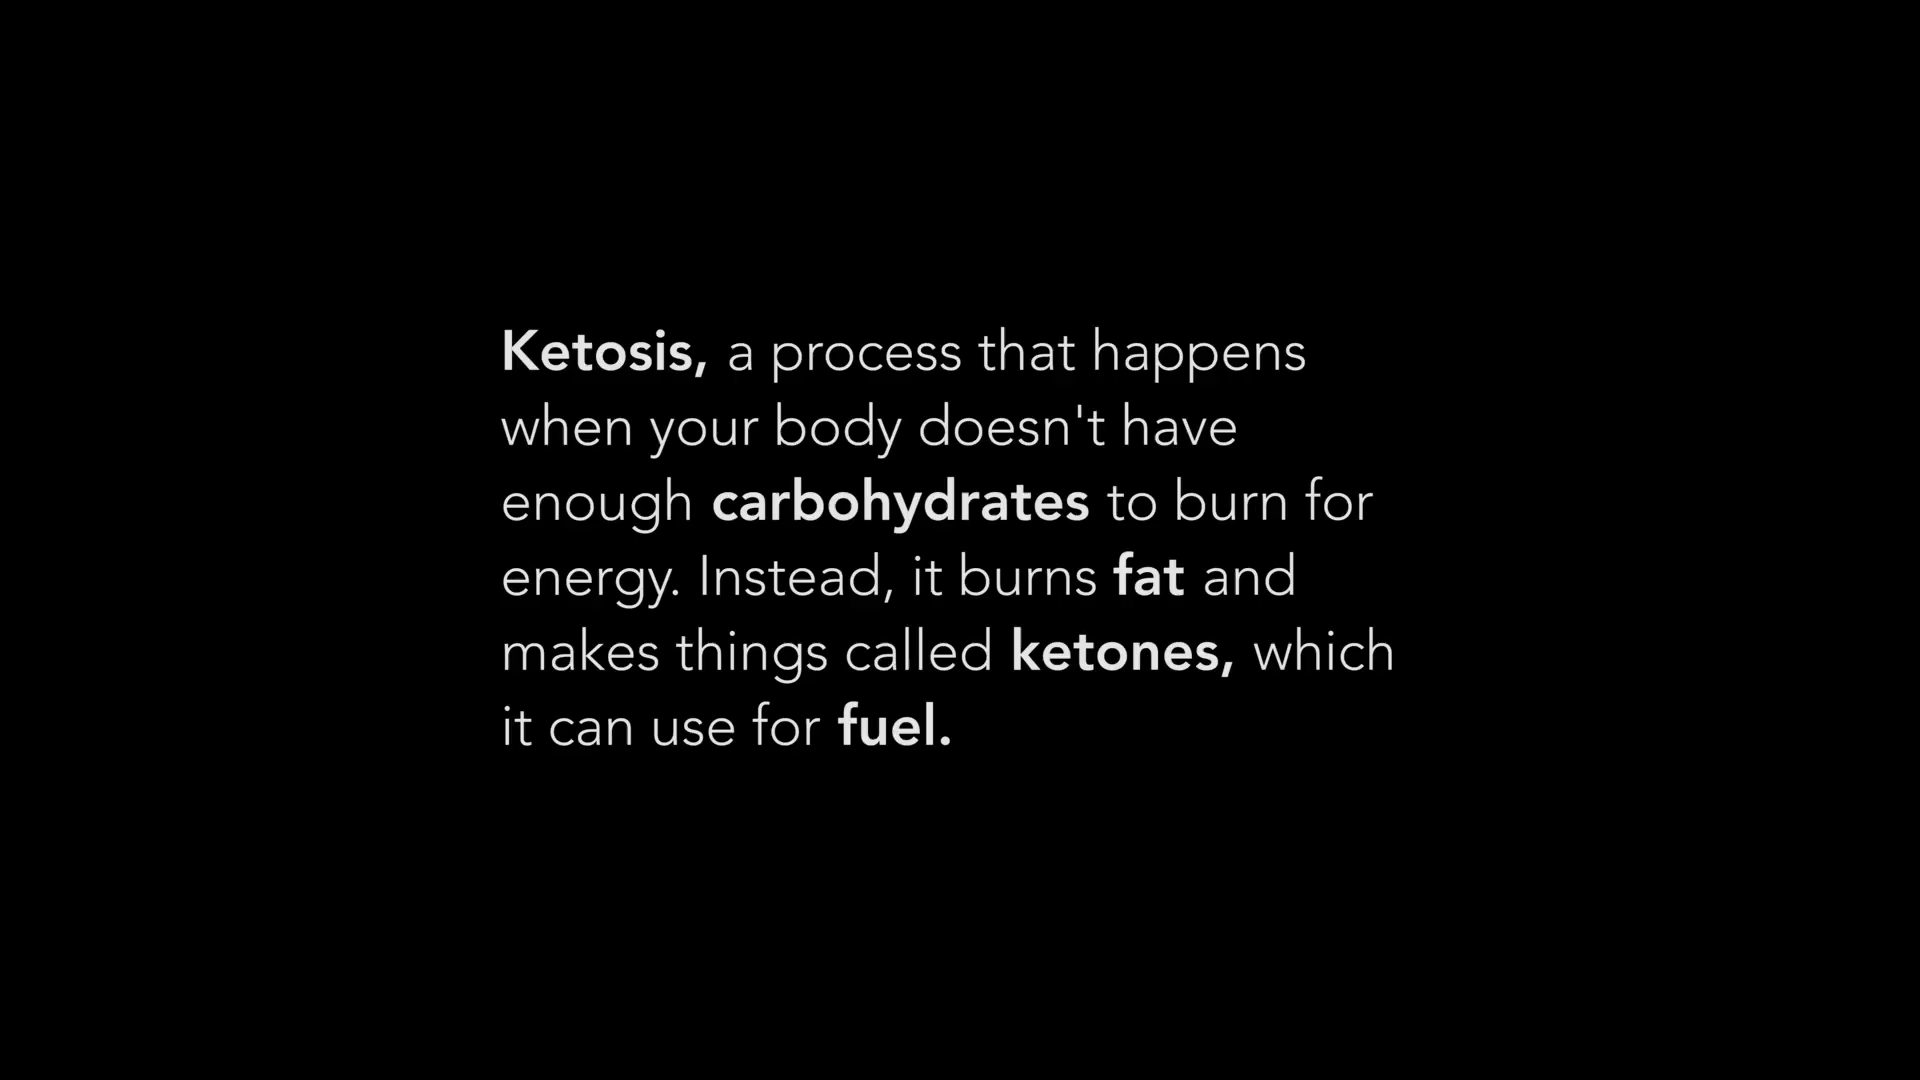 Ketosis, a process that happens
when your body doesn't have
enough carbohydrates to burn for
energy. Instead, it burns fat and
makes things called ketones, which
it can use for fuel.